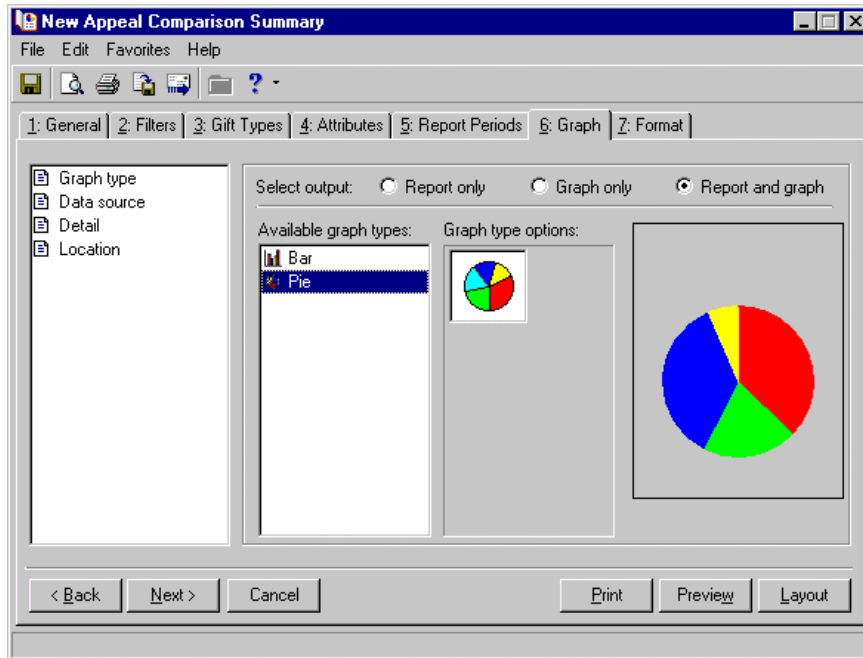 New Appeal Comparison Summary
File Edit Favorites Help
?
1: General 2: Filters 3: Gift Types 4: Attributes 5: Report Periods 6: Graph 7: Format
Graph type
Data source
Detail
Location
Select output: Report only Graph only Report and graph
Available graph types: Graph type options:
Bar
Pie
< Back Next > Cancel Print Preview Layout